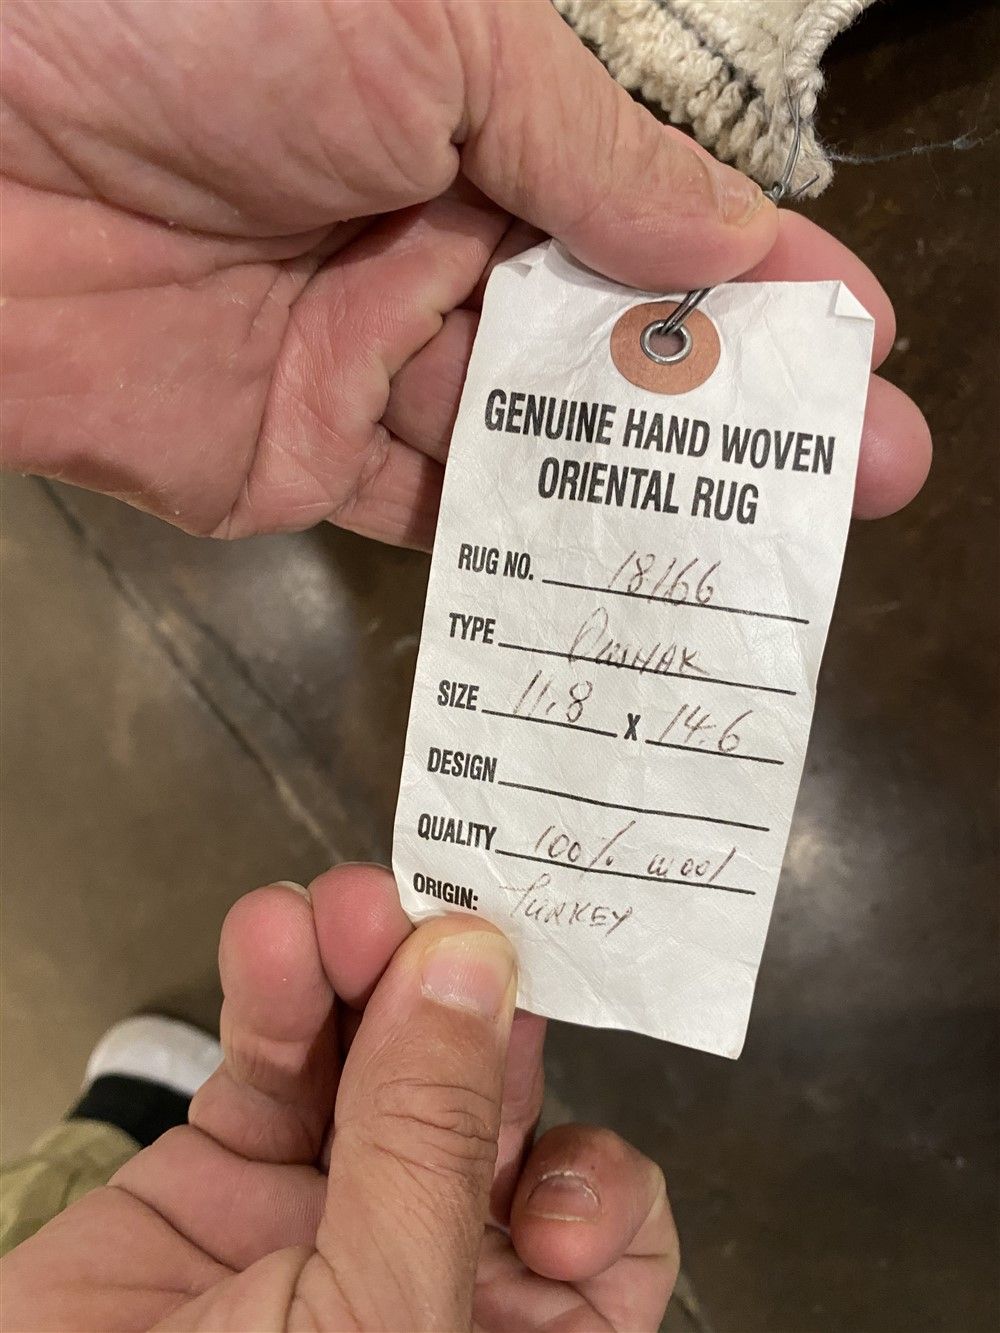 GENUINE HAND WOVEN
ORIENTAL RUG
RUG NO. 18166
TYPE
SIZE 11.8 X 14.6
DESIGN
QUALITY 100% wool
ORIGIN: TURKEY